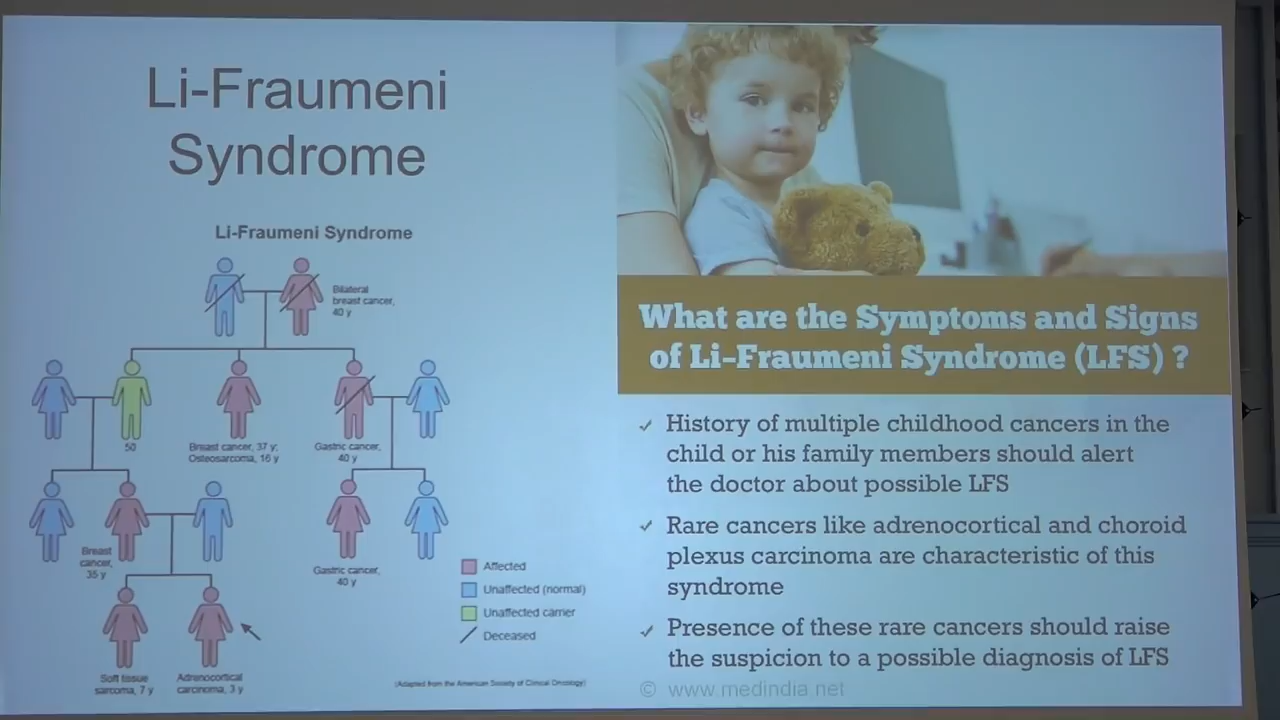 Li-Fraumeni
Syndrome
Li-Fraumeni Syndrome
Bilateral
breast cancer,
40 y
50
Breast cancer, 37 y;
Osteosarcoma, 16 y
Gastric cancer,
40 y
Breast
cancer,
35 y
Gastric cancer,
40 y
Soft tissue
sarcoma, 7 y
Adrenocortical
carcinoma, 3 y
Affected
Unaffected (normal)
Unaffected carrier
Deceased
(Adapted from the American Society of Clinical Oncology)
What are the Symptoms and Signs
of Li-Fraumeni Syndrome (LFS) ?
✓ History of multiple childhood cancers in the
child or his family members should alert
the doctor about possible LFS
✓ Rare cancers like adrenocortical and choroid
plexus carcinoma are characteristic of this
syndrome
✓ Presence of these rare cancers should raise
the suspicion to a possible diagnosis of LFS
© www.medindia.net